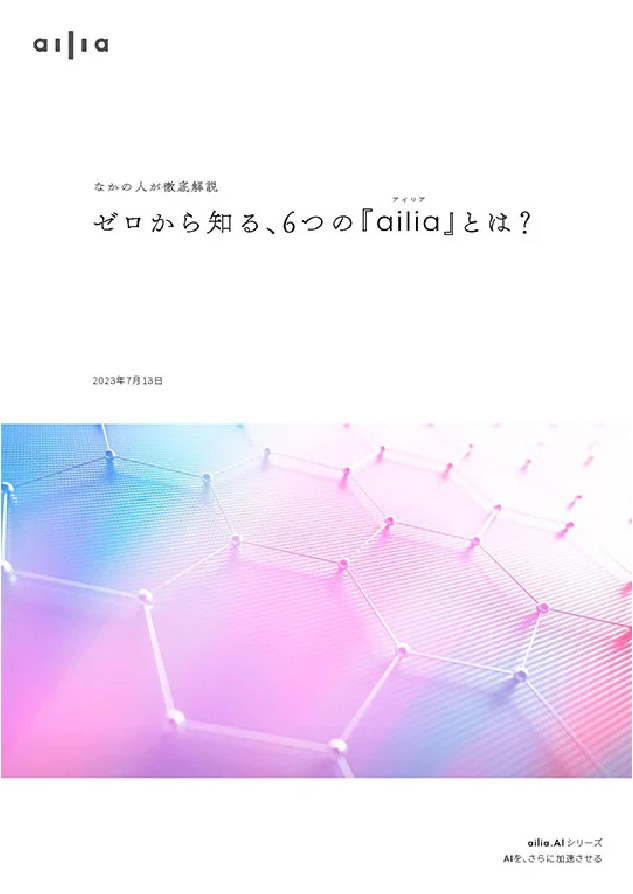 ailia
なかの人が徹底解説
アイリア
ゼロから知る、6つの『ailia』とは?
2023年7月13日
ailia.AI シリーズ
AIを、さらに加速させる